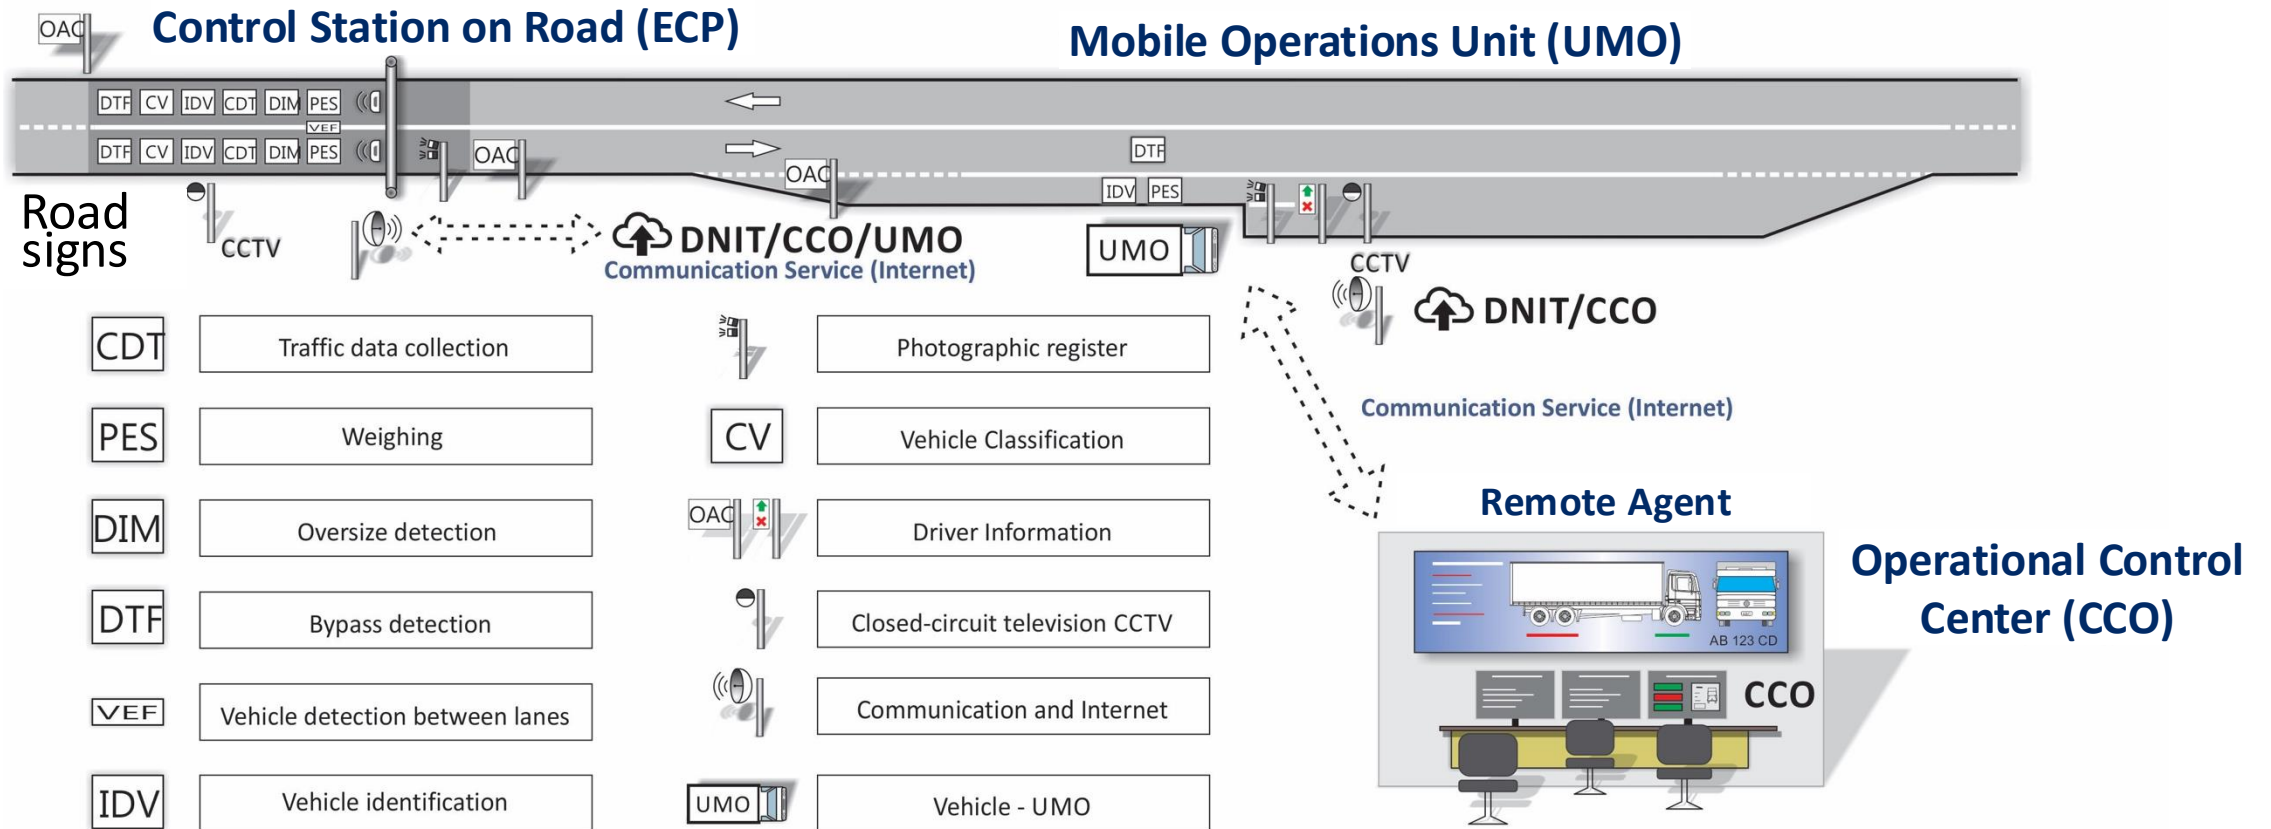 Control Station on Road (ECP)
Mobile Operations Unit (UMO)
OAC
DTF CV IDV CDT DIM PES
VEF
DTF CV IDV CDT DIM PES
OAC
OAC
DTF
IDV PES
Road
signs
CCTV
DNIT/CCO/UMO
Communication Service (Internet)
UMO
CCTV
DNIT/CCO
Communication Service (Internet)
CDT Traffic data collection
PES Weighing
DIM Oversize detection
DTF Bypass detection
VEF Vehicle detection between lanes
IDV Vehicle identification
Photographic register
CV Vehicle Classification
OAC Driver Information
Closed-circuit television CCTV
Communication and Internet
UMO Vehicle - UMO
Remote Agent
AB 123 CD
CCO
Operational Control
Center (CCO)